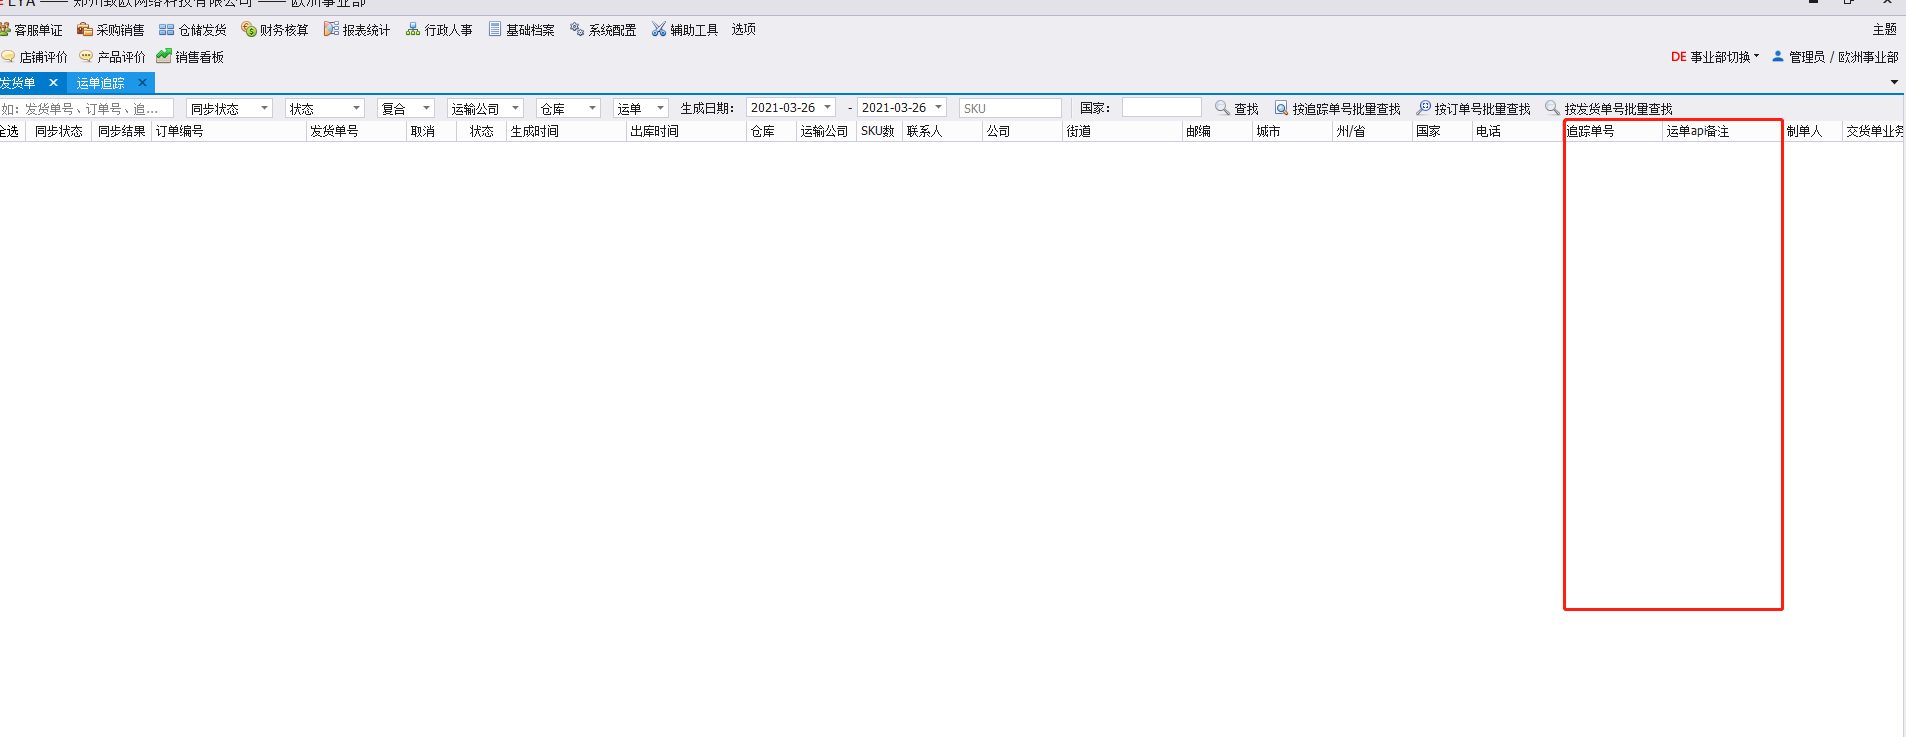 ELYA —— 郑州致欧网络科技有限公司 —— 欧洲事业部
客服单证 采购销售 仓储发货 财务核算 报表统计 行政人事 基础档案 系统配置 辅助工具 选项 主题
店铺评价 产品评价 销售看板 DE 事业部切换 管理员 / 欧洲事业部
发货单 运单追踪
如: 发货单号、订单号、追... 同步状态 状态 复合 运输公司 仓库 运单 生成日期: 2021-03-26 - 2021-03-26 SKU 国家: 查找 按追踪单号批量查找 按订单号批量查找 按发货单号批量查找
全选 同步状态 同步结果 订单编号 发货单号 取消 状态 生成时间 出库时间 仓库 运输公司 SKU数 联系人 公司 街道 邮编 城市 州/省 国家 电话 追踪单号 运单api备注 制单人 交货单业务